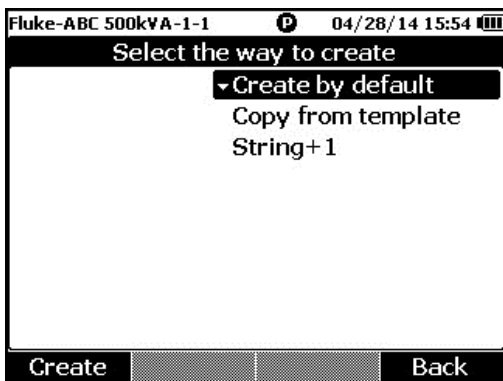 Fluke-ABC 500kVA-1-1 P 04/28/14 15:54
Select the way to create
Create by default
Copy from template
String+1
Create Back